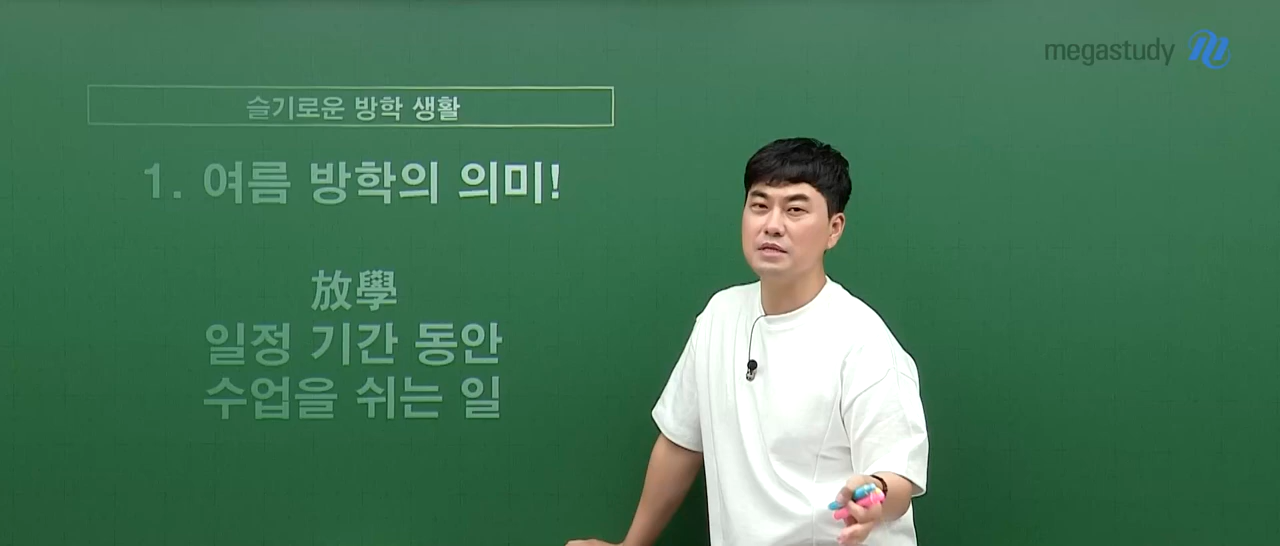 megastudy
슬기로운 방학 생활
1. 여름 방학의 의미!
放學
일정 기간 동안
수업을 쉬는 일